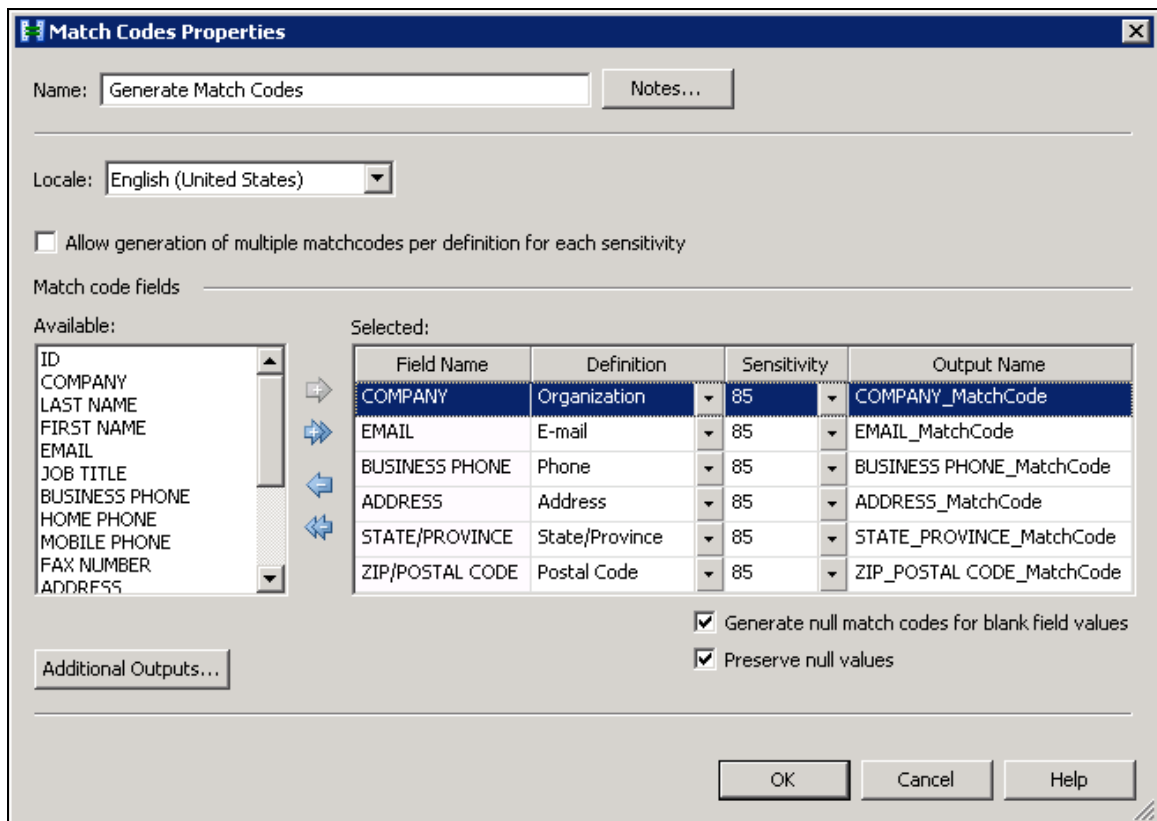 Match Codes Properties
Name: Generate Match Codes Notes...
Locale: English (United States)
Allow generation of multiple matchcodes per definition for each sensitivity
Match code fields
Available:
ID
COMPANY
LAST NAME
FIRST NAME
EMAIL
JOB TITLE
BUSINESS PHONE
HOME PHONE
MOBILE PHONE
FAX NUMBER
ADDRESS
Selected:
Field Name Definition Sensitivity Output Name
COMPANY Organization 85 COMPANY_MatchCode
EMAIL E-mail 85 EMAIL_MatchCode
BUSINESS PHONE Phone 85 BUSINESS PHONE_MatchCode
ADDRESS Address 85 ADDRESS_MatchCode
STATE/PROVINCE State/Province 85 STATE_PROVINCE_MatchCode
ZIP/POSTAL CODE Postal Code 85 ZIP_POSTAL CODE_MatchCode
Generate null match codes for blank field values
Preserve null values
Additional Outputs...
OK Cancel Help